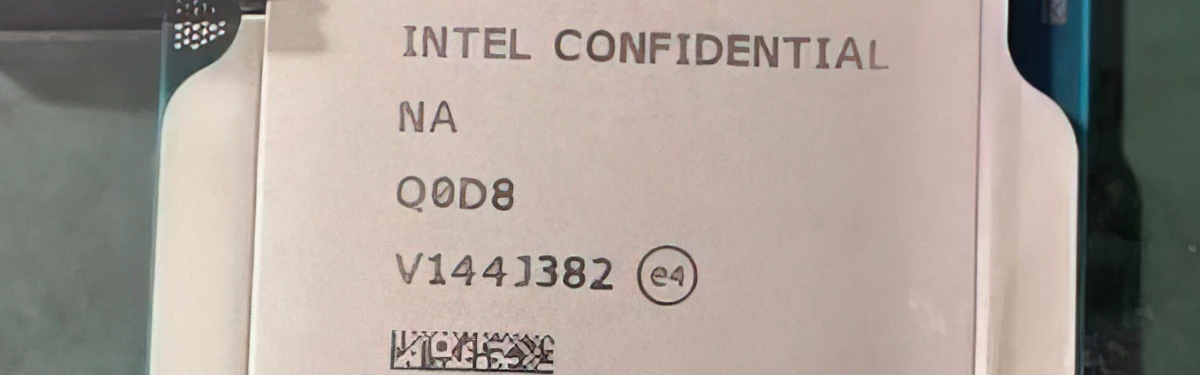 INTEL CONFIDENTIAL
NA
Q0D8
V144J382 e4